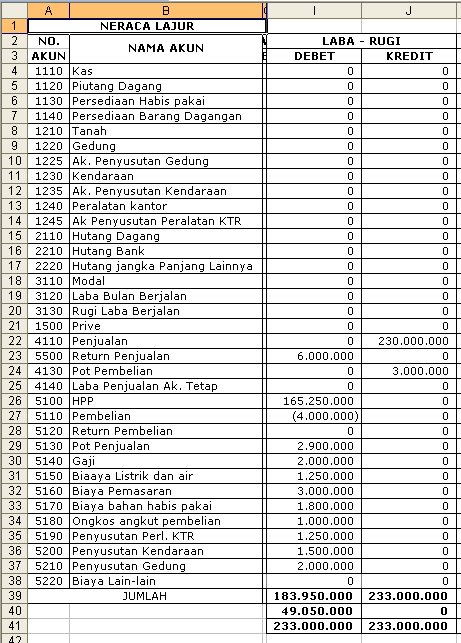 A B I J
1 NERACA LAJUR
2 NO. NAMA AKUN LABA - RUGI
3 AKUN DEBET KREDIT
4 1110 Kas 0 0
5 1120 Piutang Dagang 0 0
6 1130 Persediaan Habis pakai 0 0
7 1140 Persediaan Barang Dagangan 0 0
8 1210 Tanah 0 0
9 1220 Gedung 0 0
10 1225 Ak. Penyusutan Gedung 0 0
11 1230 Kendaraan 0 0
12 1235 Ak. Penyusutan Kendaraan 0 0
13 1240 Peralatan kantor 0 0
14 1245 Ak Penyusutan Peralatan KTR 0 0
15 2110 Hutang Dagang 0 0
16 2210 Hutang Bank 0 0
17 2220 Hutang jangka Panjang Lainnya 0 0
18 3110 Modal 0 0
19 3120 Laba Bulan Berjalan 0 0
20 3130 Rugi Laba Berjalan 0 0
21 1500 Prive 0 0
22 4110 Penjualan 0 230.000.000
23 5500 Return Penjualan 6.000.000 0
24 4130 Pot Pembelian 0 3.000.000
25 4140 Laba Penjualan Ak. Tetap 0 0
26 5100 HPP 165.250.000 0
27 5110 Pembelian (4.000.000) 0
28 5120 Return Pembelian 0 0
29 5130 Pot Penjualan 2.900.000 0
30 5140 Gaji 2.000.000 0
31 5150 Biaaya Listrik dan air 1.250.000 0
32 5160 Biaya Pemasaran 3.000.000 0
33 5170 Biaya bahan habis pakai 1.800.000 0
34 5180 Ongkos angkut pembelian 1.000.000 0
35 5190 Penyusutan Perl. KTR 1.250.000 0
36 5200 Penyusutan Kendaraan 1.500.000 0
37 5210 Penyusutan Gedung 2.000.000 0
38 5220 Biaya Lain-lain 0 0
39 JUMLAH 183.950.000 233.000.000
40 49.050.000 0
41 233.000.000 233.000.000
42